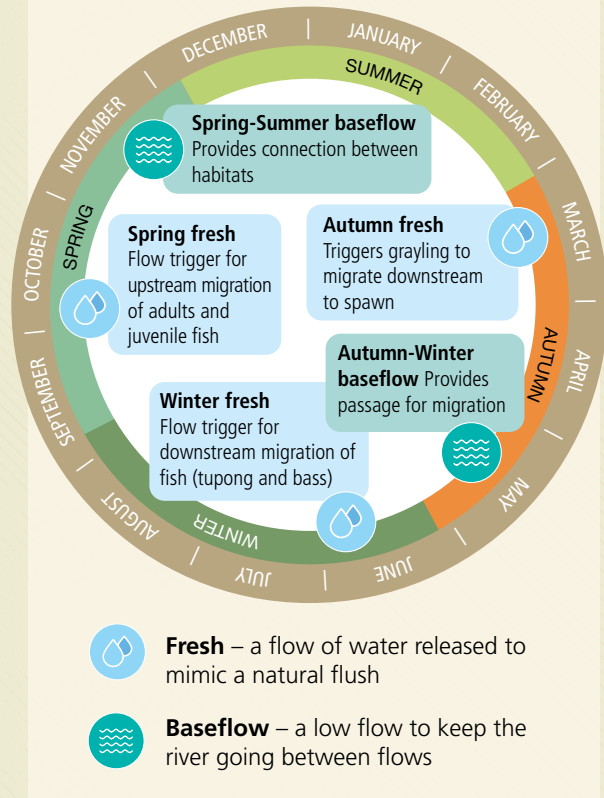 DECEMBER
JANUARY
FEBRUARY
MARCH
APRIL
MAY
JUNE
JULY
AUGUST
SEPTEMBER
OCTOBER
NOVEMBER
SUMMER
AUTUMN
WINTER
SPRING
Spring-Summer baseflow
Provides connection between
habitats
Spring fresh
Flow trigger for
upstream migration
of adults and
juvenile fish
Autumn fresh
Triggers grayling to
migrate downstream
to spawn
Autumn-Winter
baseflow Provides
passage for migration
Winter fresh
Flow trigger for
downstream migration of
fish (tupong and bass)
Fresh – a flow of water released to
mimic a natural flush
Baseflow – a low flow to keep the
river going between flows